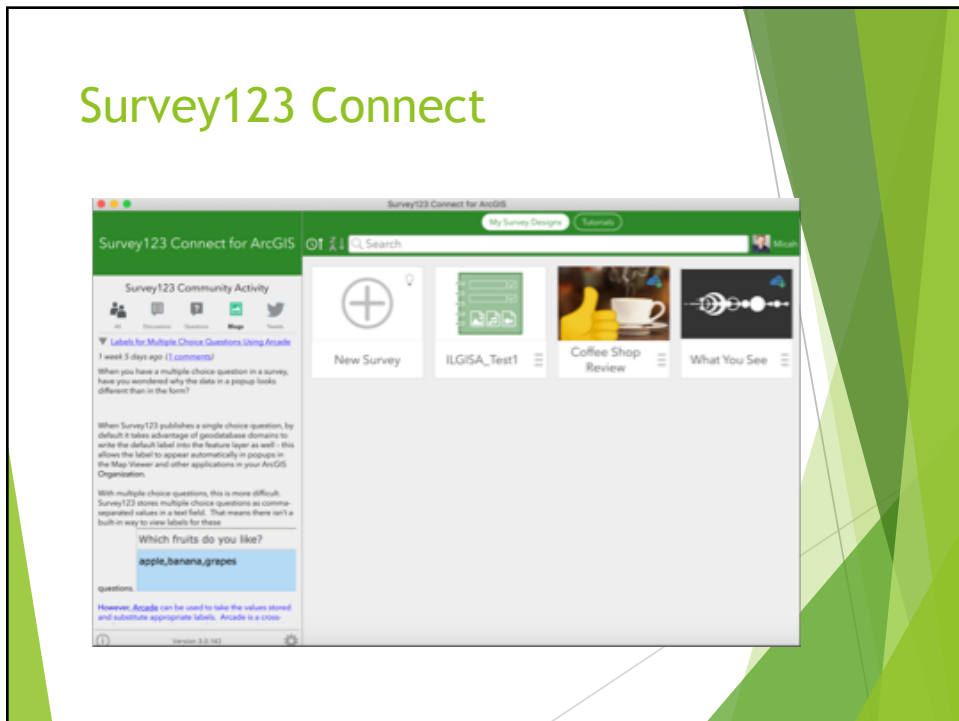 Survey123 Connect
Survey123 Connect for ArcGIS
My Survey Designs
Tutorials
Survey123 Connect for ArcGIS
Search
Micah
Survey123 Community Activity
All
Discussions
Questions
Blogs
Tweets
Labels for Multiple Choice Questions Using Arcade
1 week 5 days ago (1 comments)
When you have a multiple choice question in a survey,
have you wondered why the data in a popup looks
different than in the form?
When Survey123 publishes a single choice question, by
default it takes advantage of geodatabase domains to
write the default label into the feature layer as well - this
allows the label to appear automatically in popups in
the Map Viewer and other applications in your ArcGIS
Organization.
With multiple choice questions, this is more difficult.
Survey123 stores multiple choice questions as comma-
separated values in a text field.  That means there isn't a
built-in way to view labels for these
Which fruits do you like?
apple,banana,grapes
questions.
However, Arcade can be used to take the values stored
and substitute appropriate labels.  Arcade is a cross-
Version 3.0.142
New Survey
ILGISA_Test1
Coffee Shop
Review
What You See